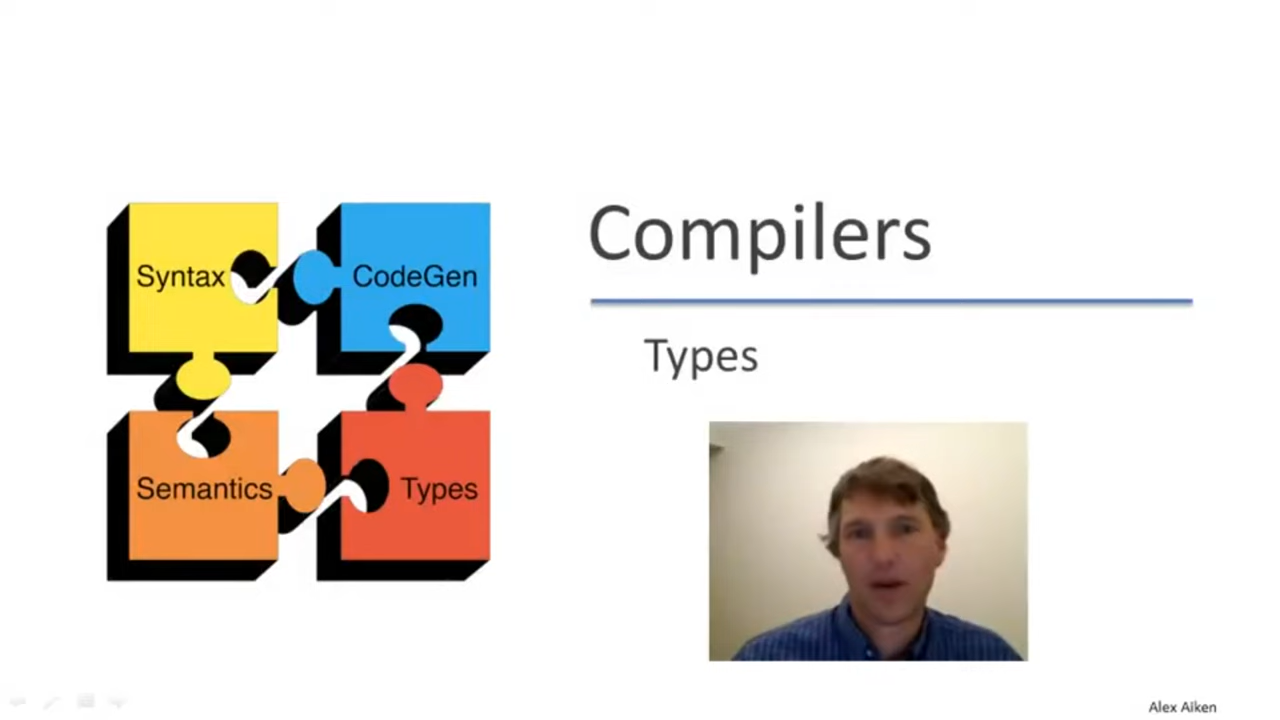 Compilers
Types
Syntax
CodeGen
Semantics
Types
Alex Aiken